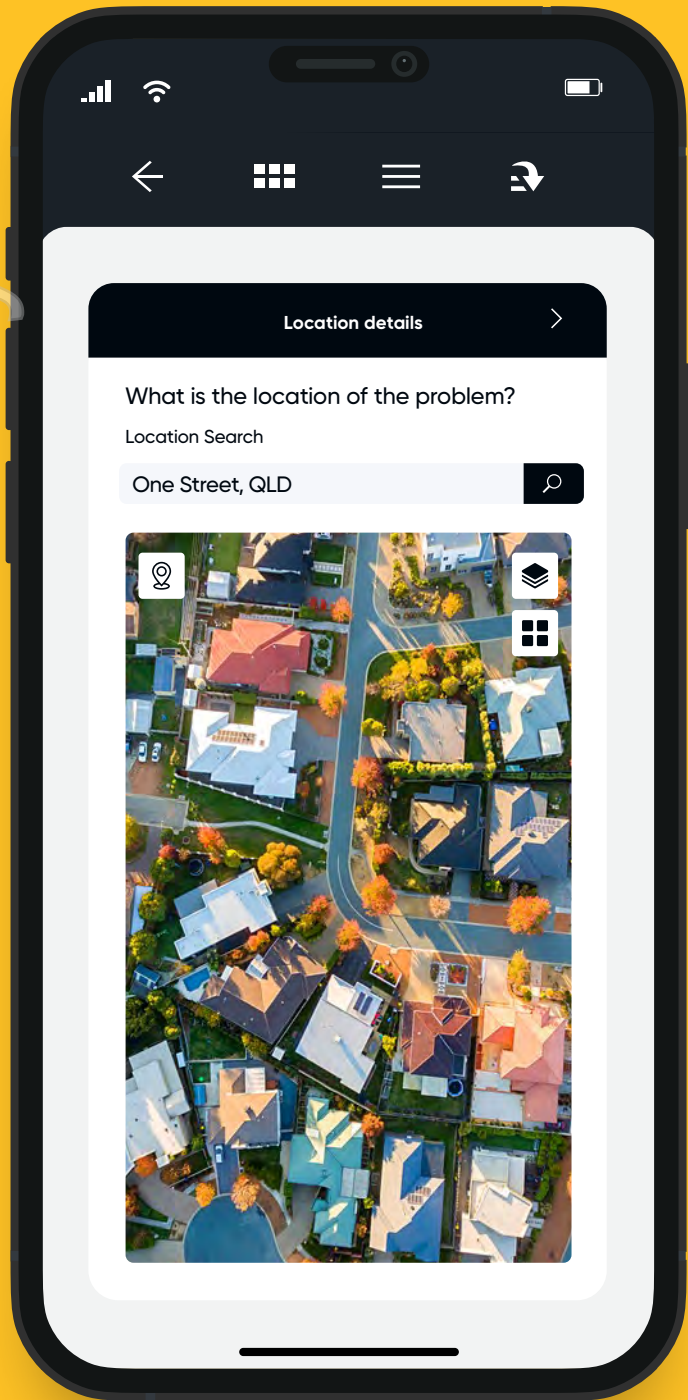 Location details
What is the location of the problem?
Location Search
One Street, QLD